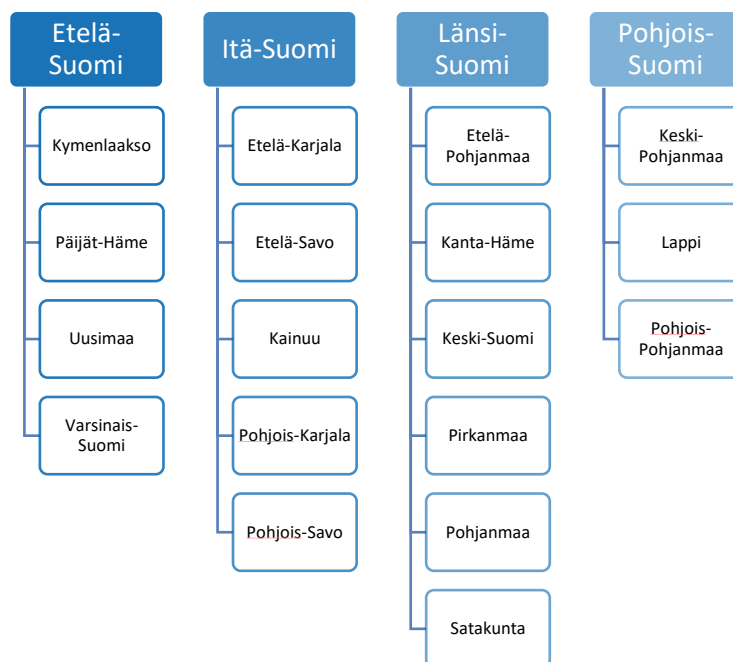 Etelä-
Suomi
Kymenlaakso
Päijät-Häme
Uusimaa
Varsinais-
Suomi
Itä-Suomi
Etelä-Karjala
Etelä-Savo
Kainuu
Pohjois-Karjala
Pohjois-Savo
Länsi-
Suomi
Etelä-
Pohjanmaa
Kanta-Häme
Keski-Suomi
Pirkanmaa
Pohjanmaa
Satakunta
Pohjois-
Suomi
Keski-
Pohjanmaa
Lappi
Pohjois-
Pohjanmaa